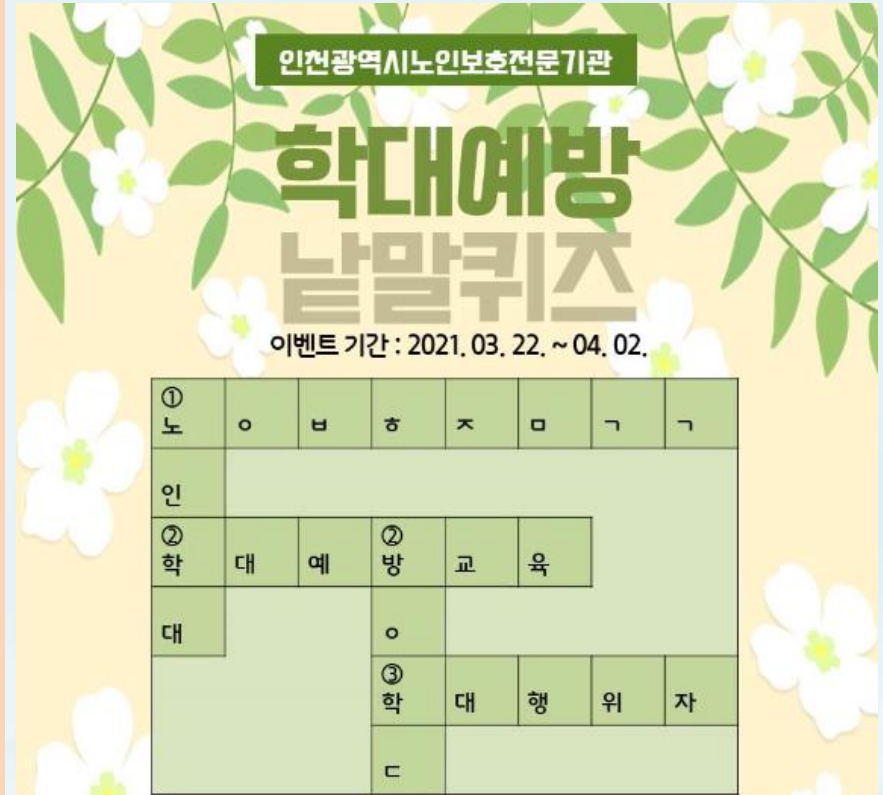 인천광역시노인보호전문기관
학대예방
낱말퀴즈
이벤트 기간 : 2021. 03. 22. ~ 04. 02.
①
노 ㅇ ㅂ ㅎ ㅈ ㅁ ㄱ ㄱ
인
② ②
학 대 예 방 교 육
대 ㅇ
③
학 대 행 위 자
ㄷ